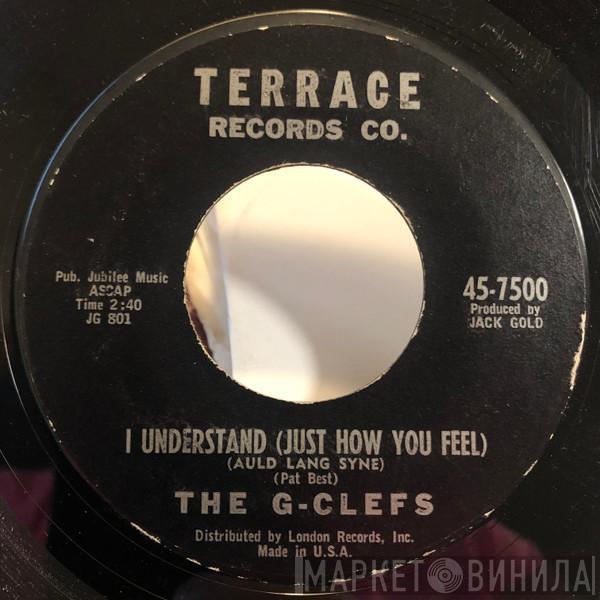 TERRACE
RECORDS CO.
Pub. Jubilee Music
ASCAP
Time 2:40
JG 801
45-7500
Produced by
JACK GOLD
I UNDERSTAND (JUST HOW YOU FEEL)
(AULD LANG SYNE)
(Pat Best)
THE G-CLEFS
Distributed by London Records, Inc.
Made in U.S.A.
МАРКЕТ ВИНИЛА